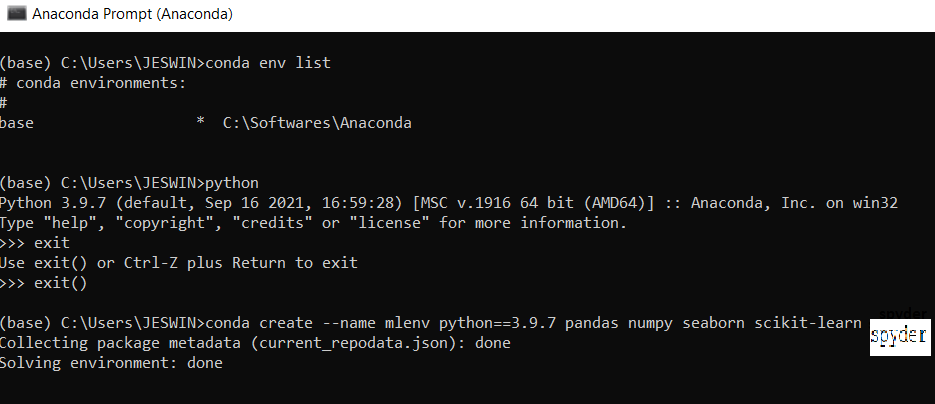 Anaconda Prompt (Anaconda)
(base) C:\Users\JESWIN>conda env list
# conda environments:
#
base                  *  C:\Softwares\Anaconda
(base) C:\Users\JESWIN>python
Python 3.9.7 (default, Sep 16 2021, 16:59:28) [MSC v.1916 64 bit (AMD64)] :: Anaconda, Inc. on win32
Type "help", "copyright", "credits" or "license" for more information.
>>> exit
Use exit() or Ctrl-Z plus Return to exit
>>> exit()
(base) C:\Users\JESWIN>conda create --name mlenv python==3.9.7 pandas numpy seaborn scikit-learn spyder
spyder
Collecting package metadata (current_repodata.json): done
Solving environment: done